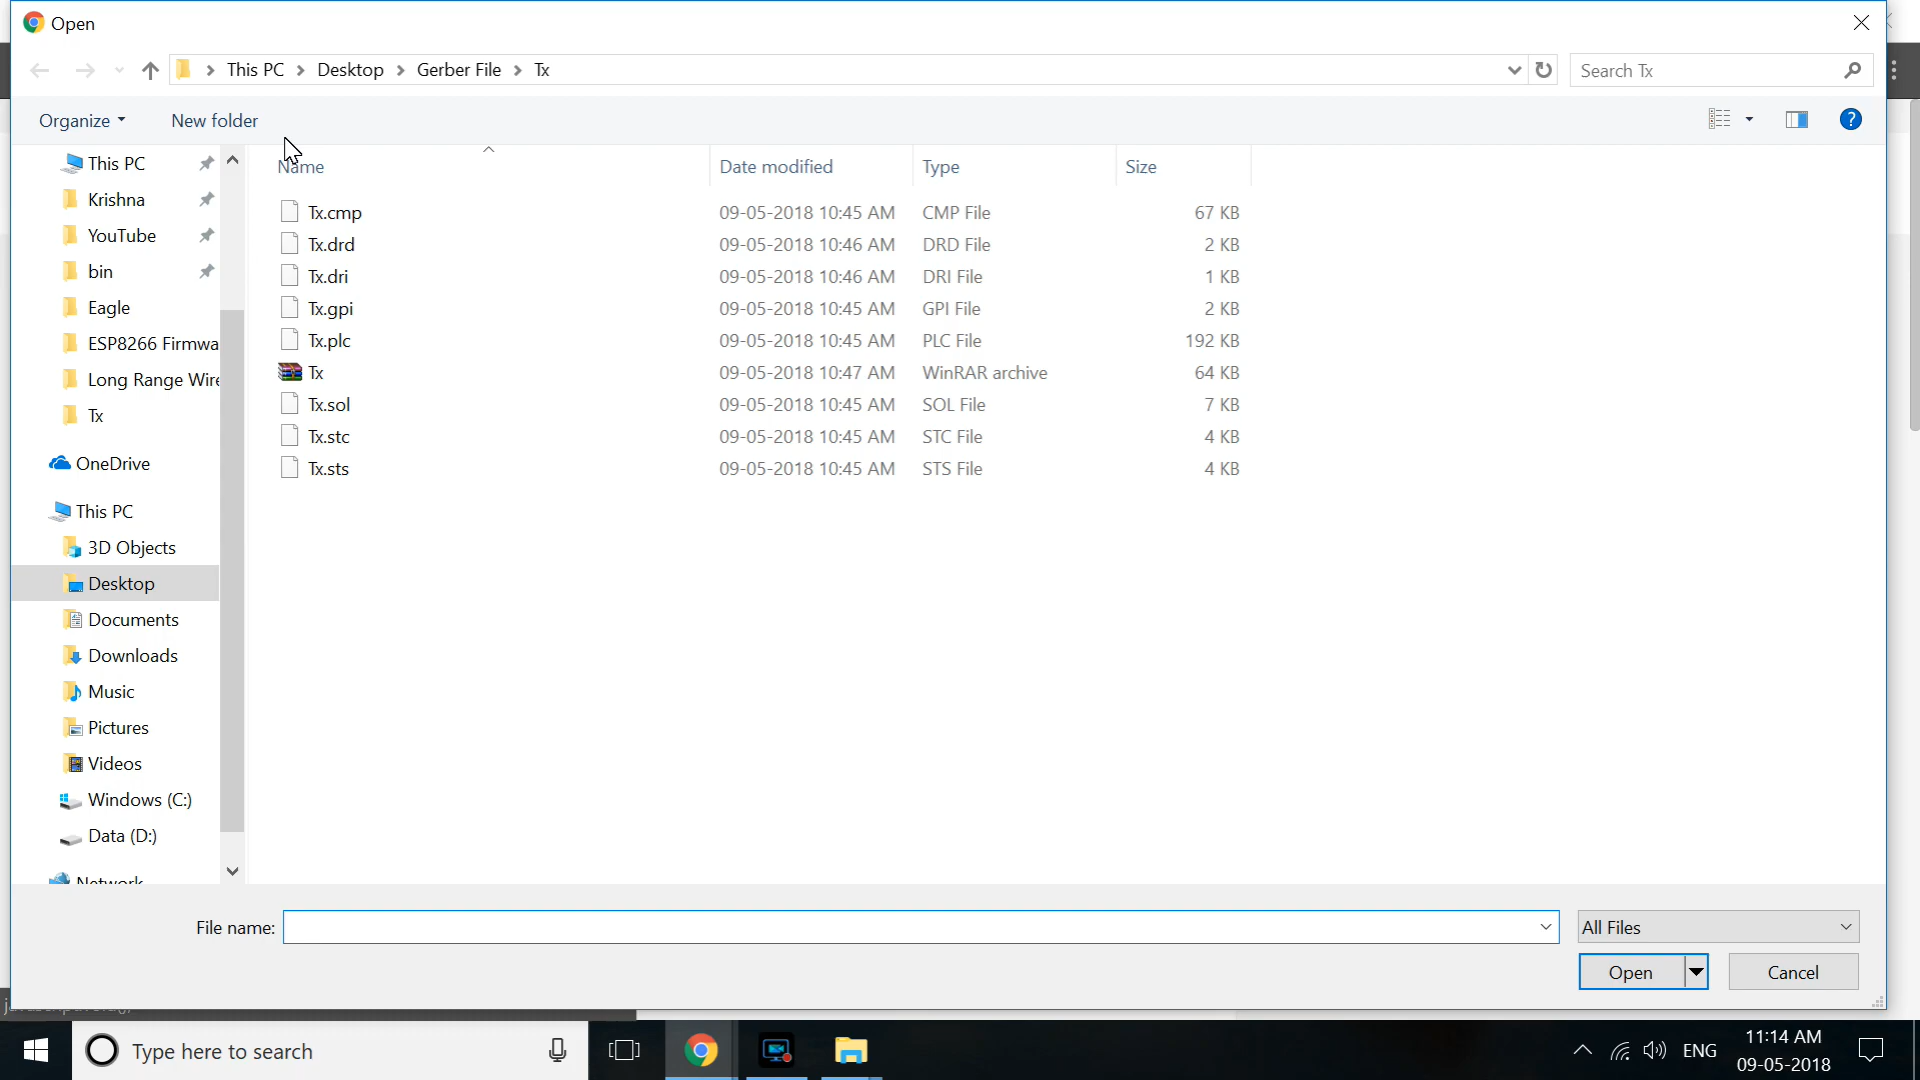 Open
This PC > Desktop > Gerber File > Tx
Search Tx
Organize
New folder
?
This PC
Krishna
YouTube
bin
Eagle
ESP8266 Firmwa
Long Range Wire
Tx
OneDrive
This PC
3D Objects
Desktop
Documents
Downloads
Music
Pictures
Videos
Windows (C:)
Data (D:)
Network
Name Date modified Type Size
Tx.cmp 09-05-2018 10:45 AM CMP File 67 KB
Tx.drd 09-05-2018 10:46 AM DRD File 2 KB
Tx.dri 09-05-2018 10:46 AM DRI File 1 KB
Tx.gpi 09-05-2018 10:45 AM GPI File 2 KB
Tx.plc 09-05-2018 10:45 AM PLC File 192 KB
Tx 09-05-2018 10:47 AM WinRAR archive 64 KB
Tx.sol 09-05-2018 10:45 AM SOL File 7 KB
Tx.stc 09-05-2018 10:45 AM STC File 4 KB
Tx.sts 09-05-2018 10:45 AM STS File 4 KB
File name:
All Files
Open
Cancel
Type here to search
ENG
11:14 AM
09-05-2018